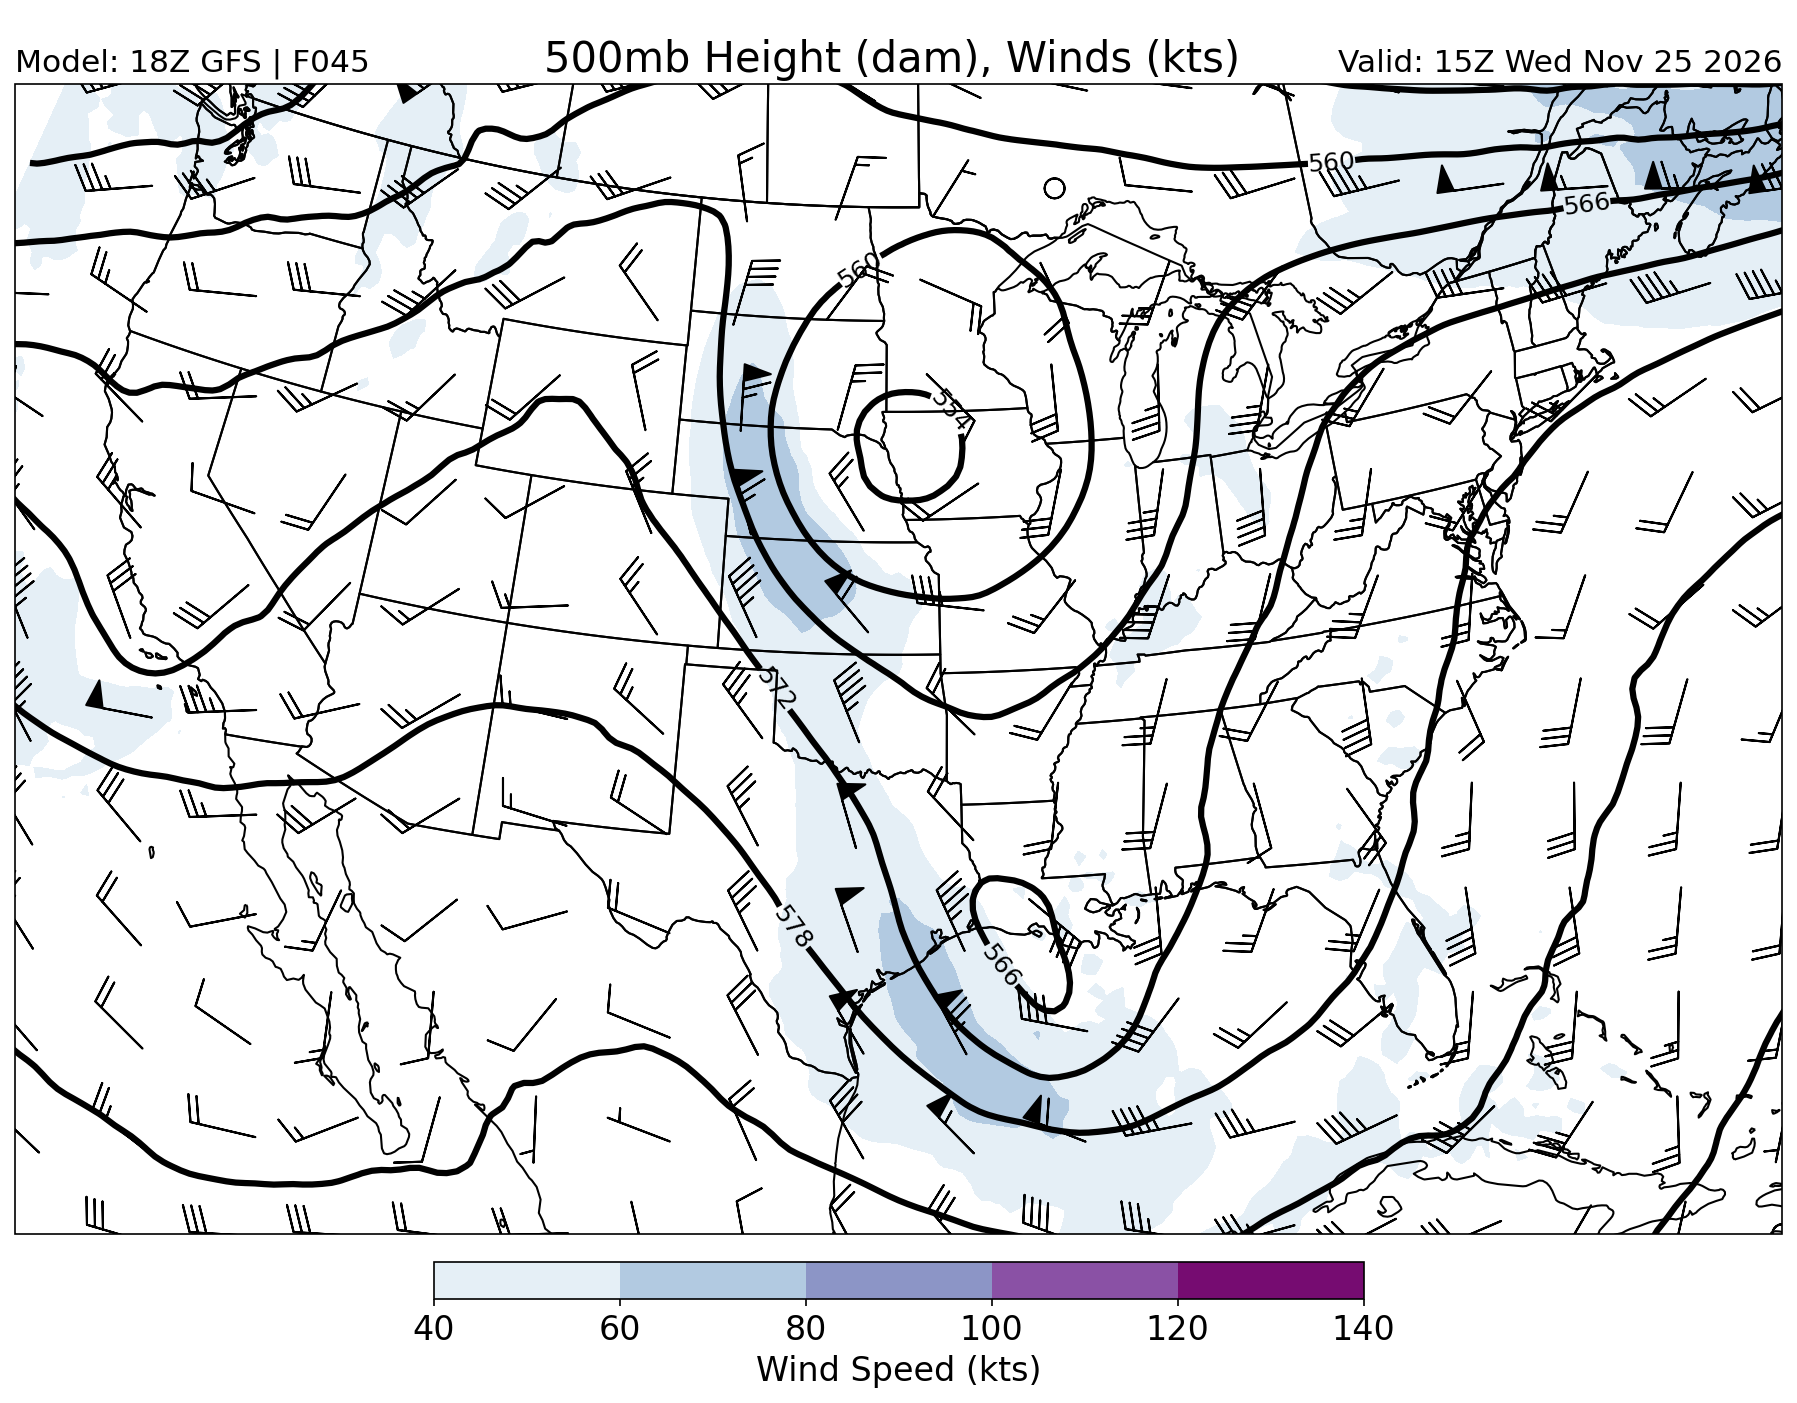 Model: 18Z GFS | F045
500mb Height (dam), Winds (kts)
Valid: 15Z Wed Nov 25 2026
560
566
560
554
572
578
566
40 60 80 100 120 140
Wind Speed (kts)